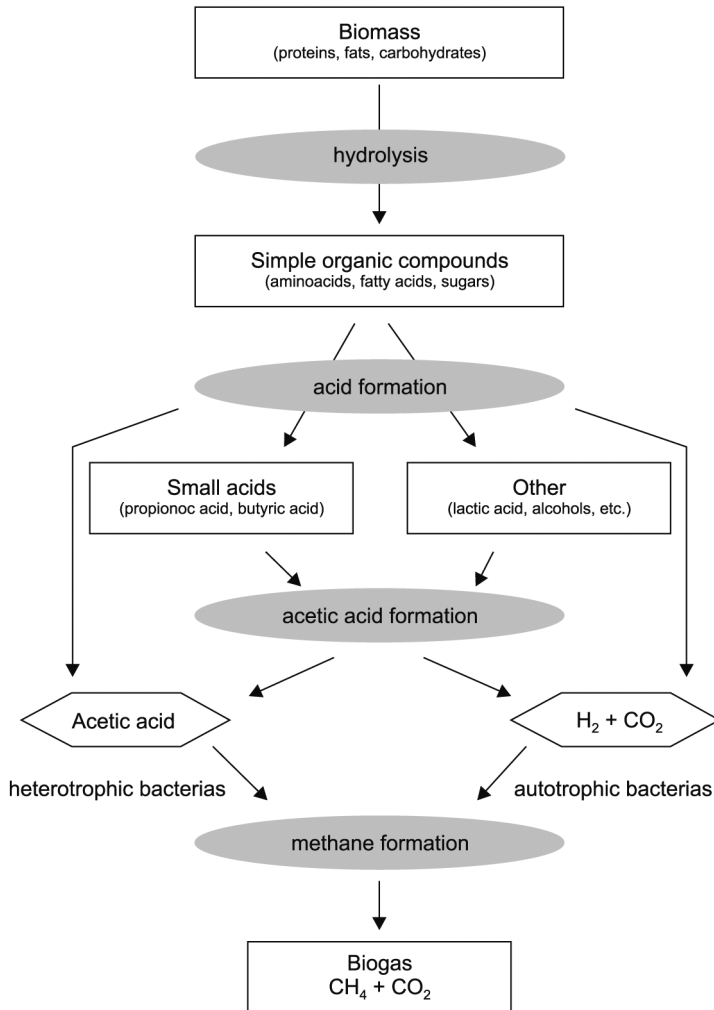 Biomass
(proteins, fats, carbohydrates)
hydrolysis
Simple organic compounds
(aminoacids, fatty acids, sugars)
acid formation
Small acids
(propionoc acid, butyric acid)
Other
(lactic acid, alcohols, etc.)
acetic acid formation
Acetic acid
H₂ + CO₂
heterotrophic bacterias
autotrophic bacterias
methane formation
Biogas
CH₄ + CO₂